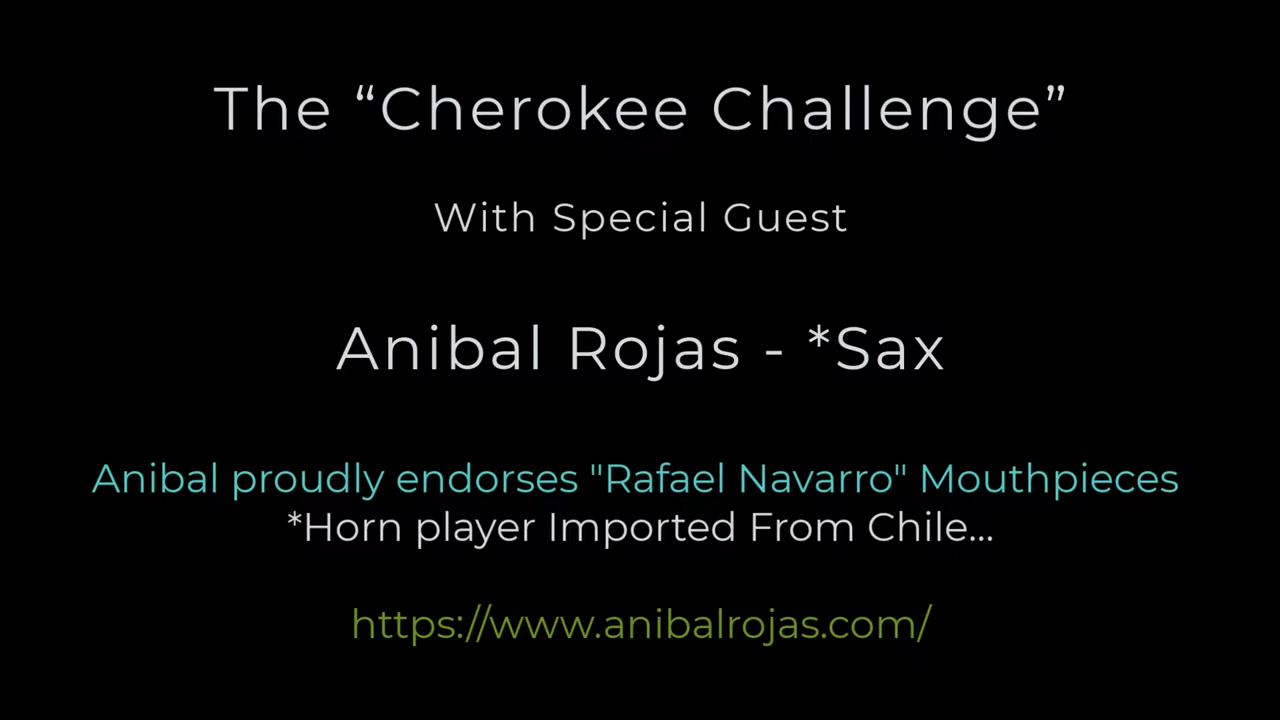 The “Cherokee Challenge”
With Special Guest
Anibal Rojas - *Sax
Anibal proudly endorses "Rafael Navarro" Mouthpieces
*Horn player Imported From Chile...
https://www.anibalrojas.com/